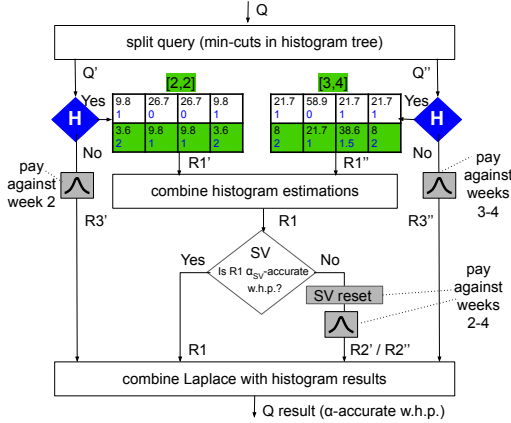 Q
split query (min-cuts in histogram tree)
Q’
[2,2]
[3,4]
Q’’
Yes
H
9.8 26.7 26.7 9.8
1 0 0 1
3.6 9.8 9.8 3.6
2 1 1 2
21.7 58.9 21.7 21.7
1 0 1 1
8 21.7 38.6 8
2 1 1.5 2
Yes
H
No
R1’
R1’’
No
pay
against
week 2
combine histogram estimations
pay
against
weeks
3-4
R3’
R1
R3’’
Yes
SV
Is R1 αSV-accurate
w.h.p.?
No
SV reset
pay
against
weeks
2-4
R1
R2’ / R2’’
combine Laplace with histogram results
Q result (α-accurate w.h.p.)